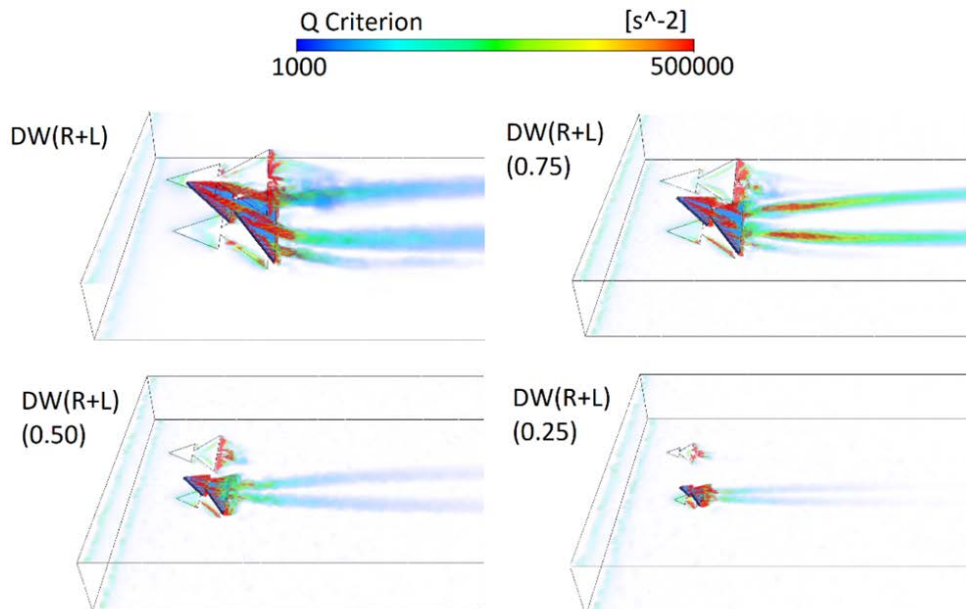 Q Criterion [s^-2]
1000 500000
DW(R+L)
DW(R+L)
(0.75)
DW(R+L)
(0.50)
DW(R+L)
(0.25)